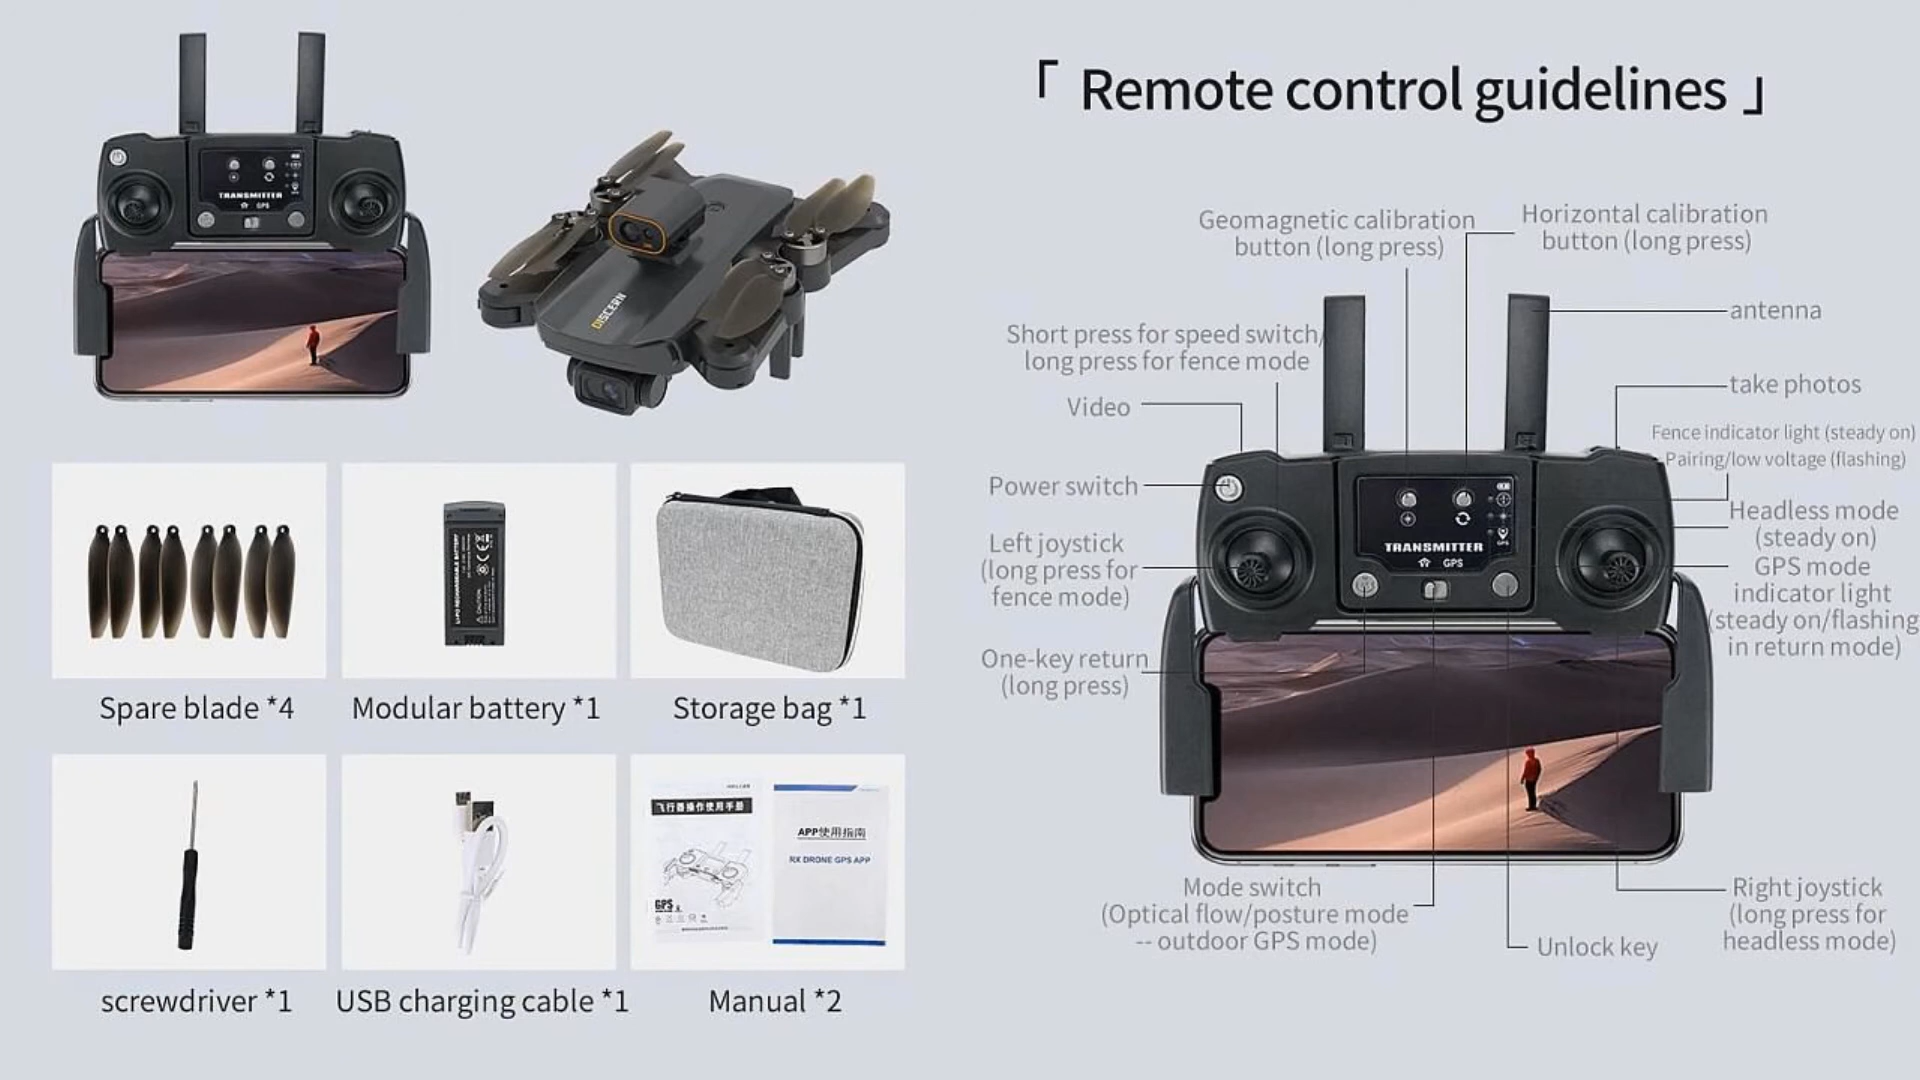 TRANSMITTER
GPS
DISCERN
LIPO RECHARGEABLE BATTERY
CAUTION:
Spare blade *4
Modular battery *1
Storage bag *1
飞行器操作使用手册
GPS
APP使用指南
RX DRONE GPS APP
screwdriver *1
USB charging cable *1
Manual *2
「 Remote control guidelines 」
Geomagnetic calibration
button (long press)
Horizontal calibration
button (long press)
antenna
Short press for speed switch/
long press for fence mode
take photos
Video
Fence indicator light (steady on)
Pairing/low voltage (flashing)
Power switch
Headless mode
(steady on)
Left joystick
(long press for
fence mode)
GPS mode
indicator light
(steady on/flashing
in return mode)
TRANSMITTER
GPS
GPS
One-key return
(long press)
Mode switch
(Optical flow/posture mode
-- outdoor GPS mode)
Unlock key
Right joystick
(long press for
headless mode)